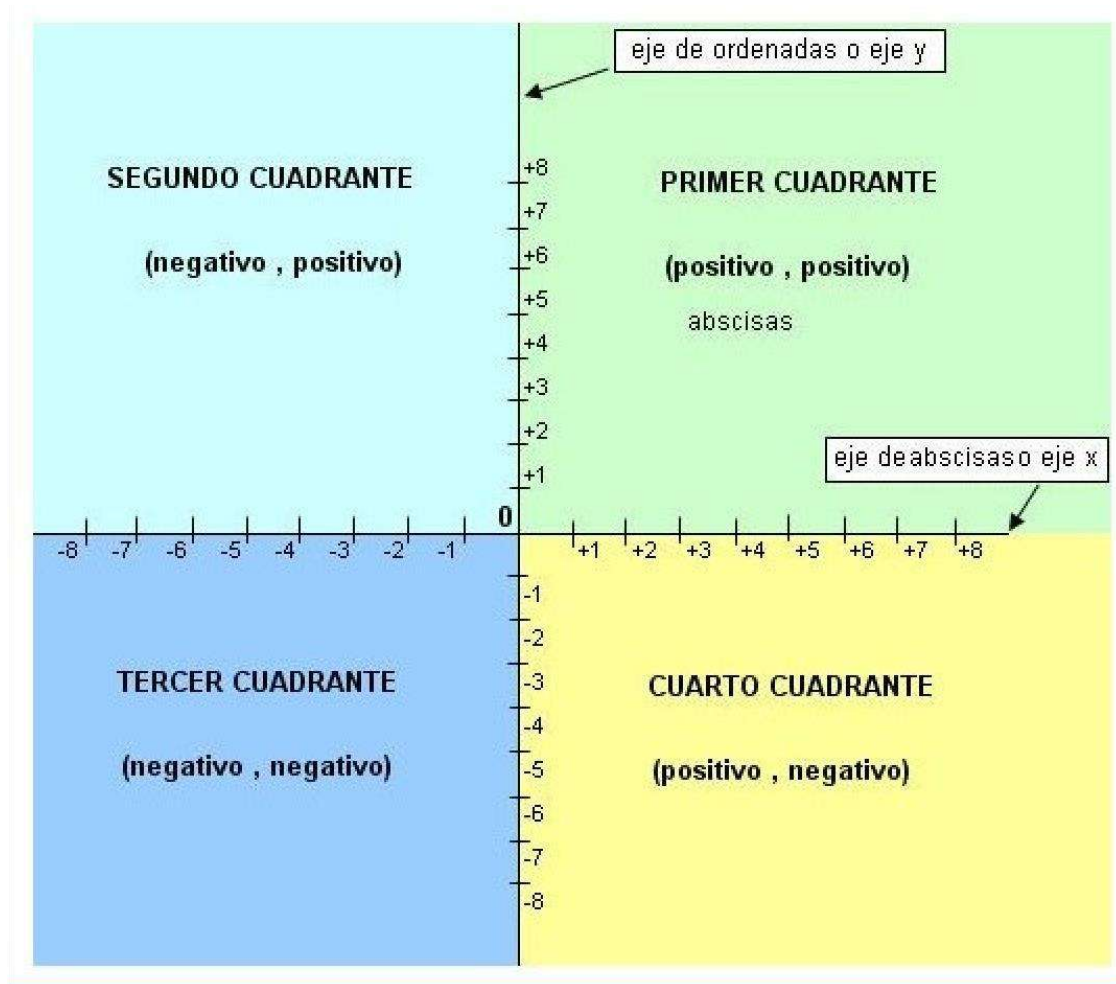 eje de ordenadas o eje y
SEGUNDO CUADRANTE
PRIMER CUADRANTE
(negativo , positivo)
(positivo , positivo)
abscisas
+8
+7
+6
+5
+4
+3
+2
+1
eje deabscisaso eje x
0
-8 -7 -6 -5 -4 -3 -2 -1 +1 +2 +3 +4 +5 +6 +7 +8
-1
-2
-3
-4
-5
-6
-7
-8
TERCER CUADRANTE
CUARTO CUADRANTE
(negativo , negativo)
(positivo , negativo)